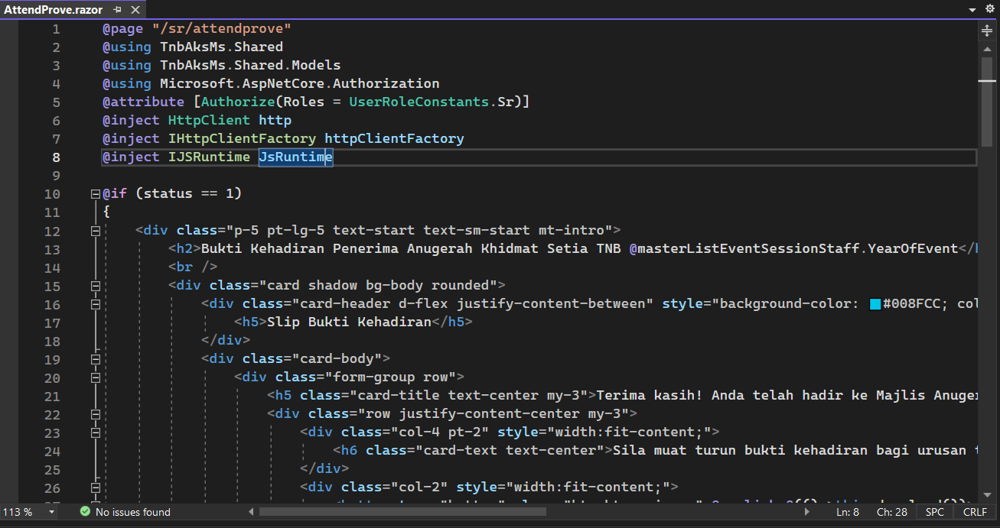 AttendProve.razor
1 @page "/sr/attendprove"
2 @using TnbAksMs.Shared
3 @using TnbAksMs.Shared.Models
4 @using Microsoft.AspNetCore.Authorization
5 @attribute [Authorize(Roles = UserRoleConstants.Sr)]
6 @inject HttpClient http
7 @inject IHttpClientFactory httpClientFactory
8 @inject IJSRuntime JsRuntime
9
10 @if (status == 1)
11 {
12 <div class="p-5 pt-lg-5 text-start text-sm-start mt-intro">
13 <h2>Bukti Kehadiran Penerima Anugerah Khidmat Setia TNB @masterListEventSessionStaff.YearOfEvent</
14 <br />
15 <div class="card shadow bg-body rounded">
16 <div class="card-header d-flex justify-content-between" style="background-color: #008FCC; col
17 <h5>Slip Bukti Kehadiran</h5>
18 </div>
19 <div class="card-body">
20 <div class="form-group row">
21 <h5 class="card-title text-center my-3">Terima kasih! Anda telah hadir ke Majlis Anuge
22 <div class="row justify-content-center my-3">
23 <div class="col-4 pt-2" style="width:fit-content;">
24 <h6 class="card-text text-center">Sila muat turun bukti kehadiran bagi urusan
25 </div>
26 <div class="col-2" style="width:fit-content;">
113 % No issues found Ln: 8 Ch: 28 SPC CRLF